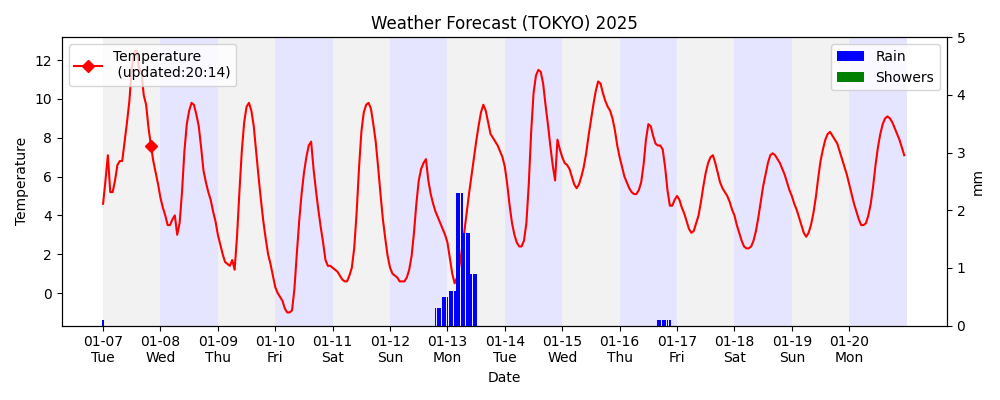 Weather Forecast (TOKYO) 2025
Temperature
(updated:20:14)
Rain
Showers
Temperature
12
10
8
6
4
2
0
5
4
3
2
1
0
mm
01-07 01-08 01-09 01-10 01-11 01-12 01-13 01-14 01-15 01-16 01-17 01-18 01-19 01-20
Tue Wed Thu Fri Sat Sun Mon Tue Wed Thu Fri Sat Sun Mon
Date